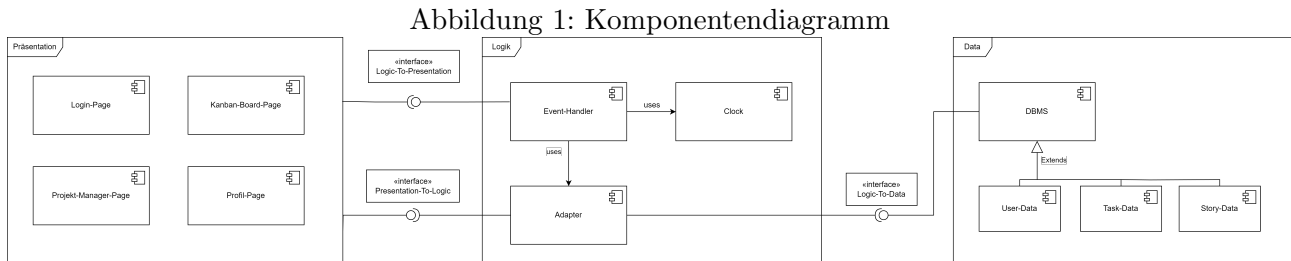 Abbildung 1: Komponentendiagramm
Präsentation
Login-Page
Kanban-Board-Page
Projekt-Manager-Page
Profil-Page
«interface»
Logic-To-Presentation
«interface»
Presentation-To-Logic
Logik
Event-Handler
uses
Clock
uses
Adapter
«interface»
Logic-To-Data
Data
DBMS
Extends
User-Data
Task-Data
Story-Data